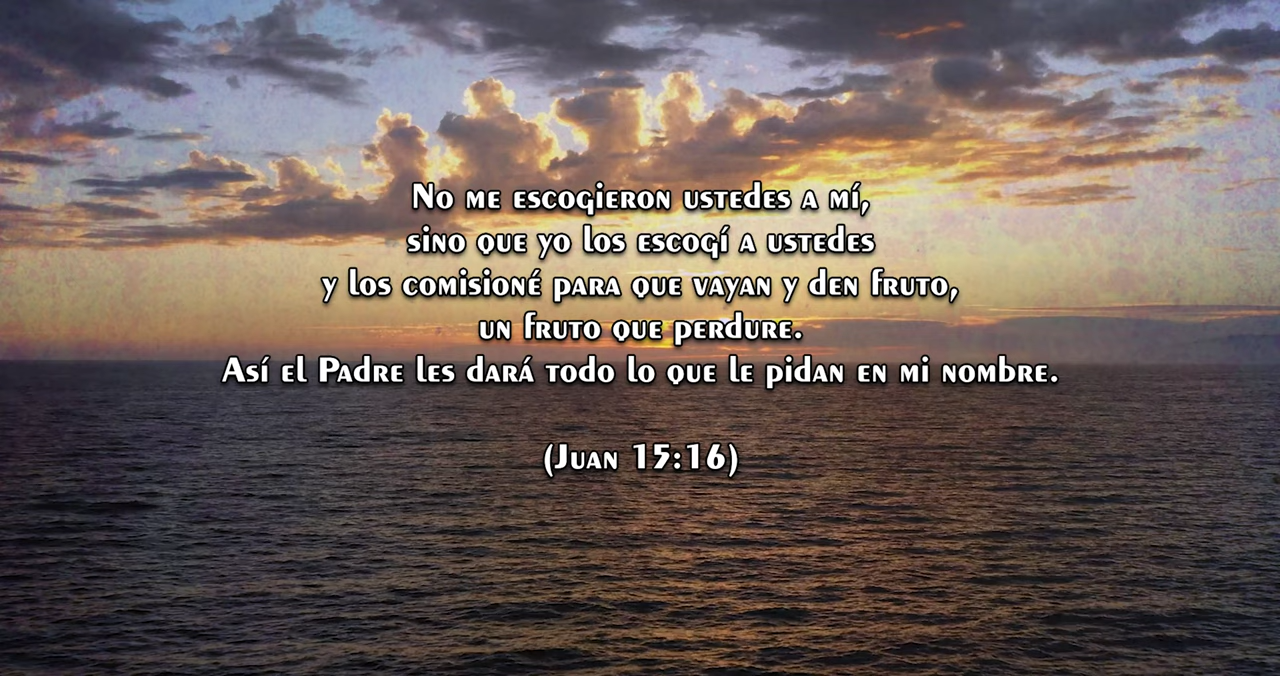 No me escogieron ustedes a mí,
sino que yo los escogí a ustedes
y los comisioné para que vayan y den fruto,
un fruto que perdure.
Así el Padre les dará todo lo que le pidan en mi nombre.
(Juan 15:16)